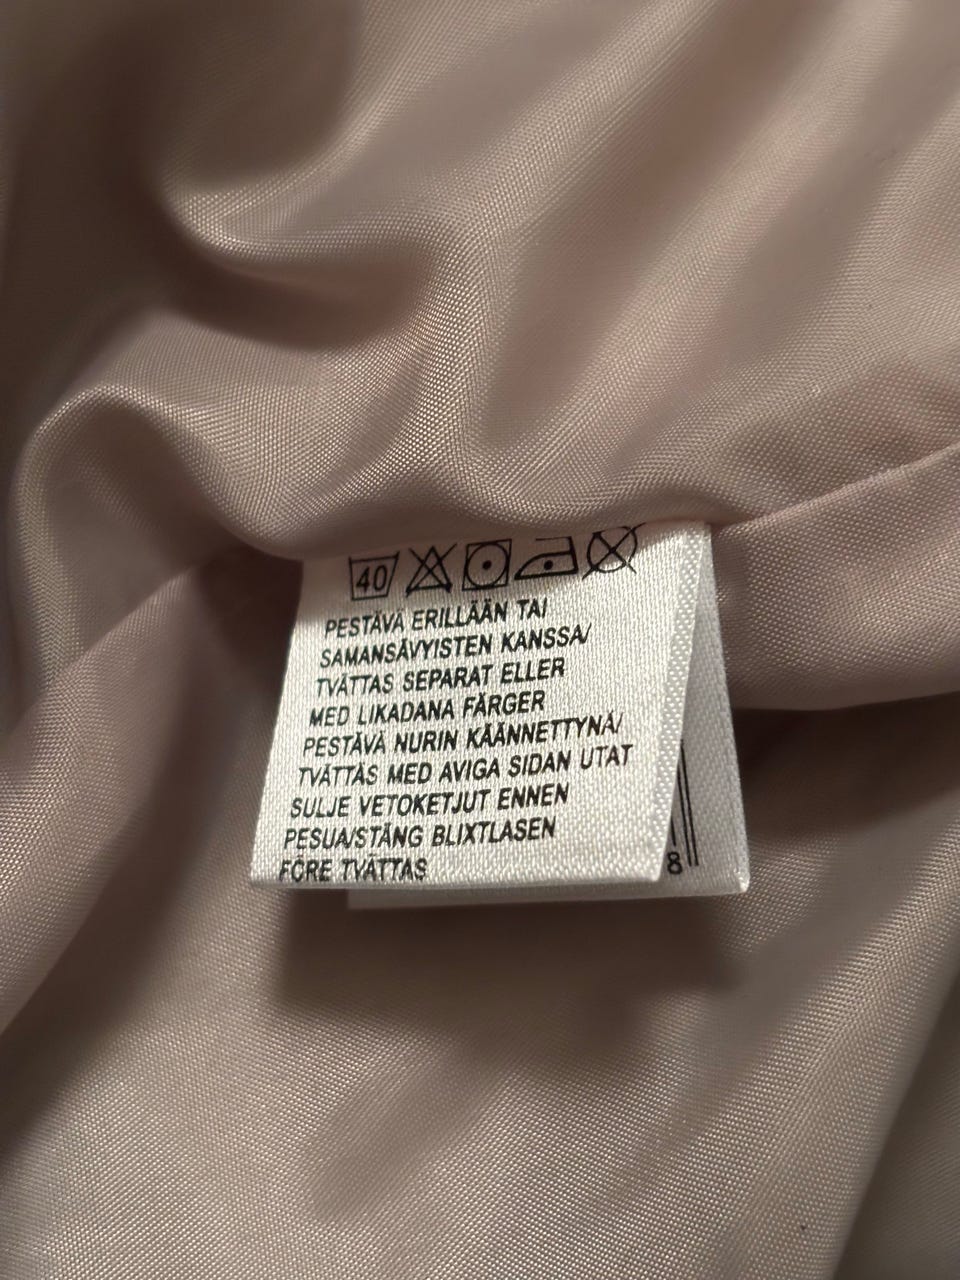 40
PESTÄVÄ ERILLÄÄN TAI
SAMANSÄVYISTEN KANSSA/
TVÄTTAS SEPARAT ELLER
MED LIKADANA FÄRGER
PESTÄVÄ NURIN KÄÄNNETTYNÄ/
TVÄTTAS MED AVIGA SIDAN UTAT
SULJE VETOKETJUT ENNEN
PESUA/STÄNG BLIXTLASEN
FÖRE TVÄTTAS
8